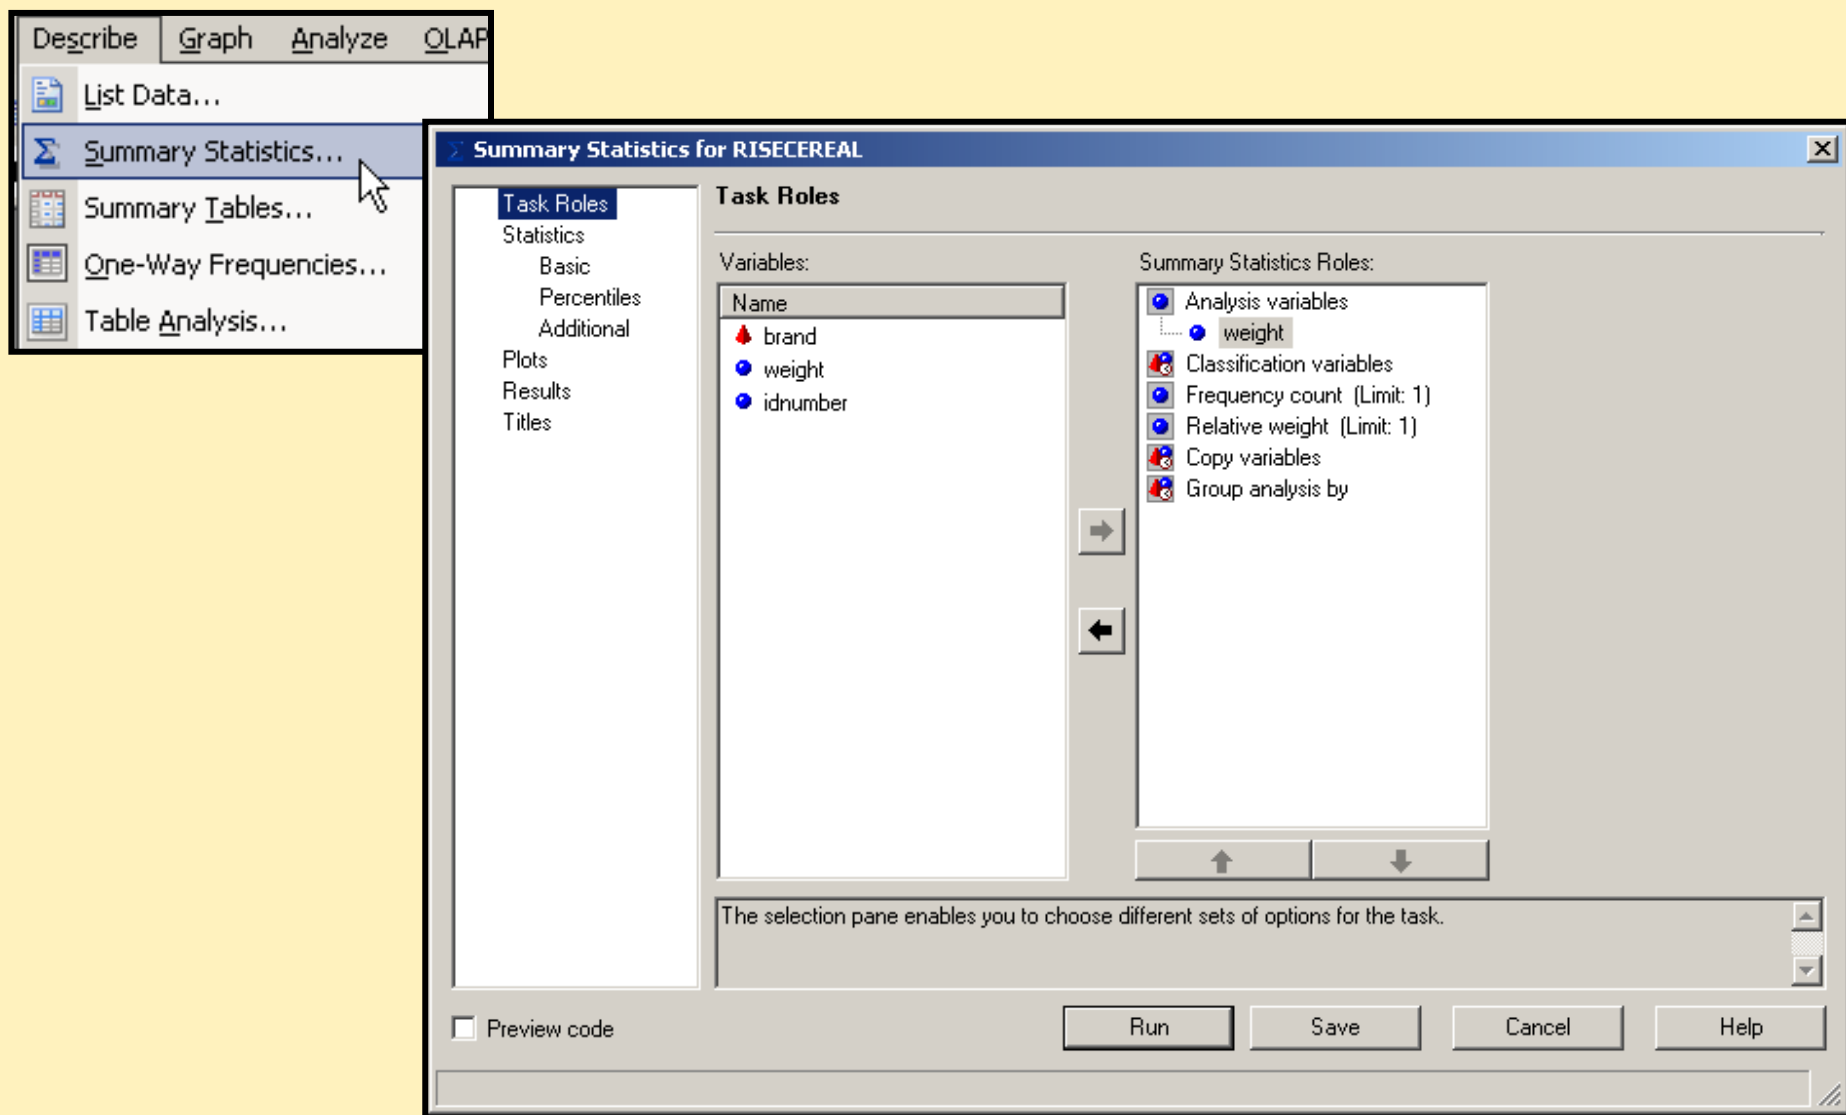 Describe Graph Analyze OLAP
List Data...
Summary Statistics...
Summary Tables...
One-Way Frequencies...
Table Analysis...
Summary Statistics for RISECEREAL
Task Roles
Statistics
Basic
Percentiles
Additional
Plots
Results
Titles
Task Roles
Variables:
Name
brand
weight
idnumber
Summary Statistics Roles:
Analysis variables
weight
Classification variables
Frequency count (Limit: 1)
Relative weight (Limit: 1)
Copy variables
Group analysis by
The selection pane enables you to choose different sets of options for the task.
Preview code
Run Save Cancel Help